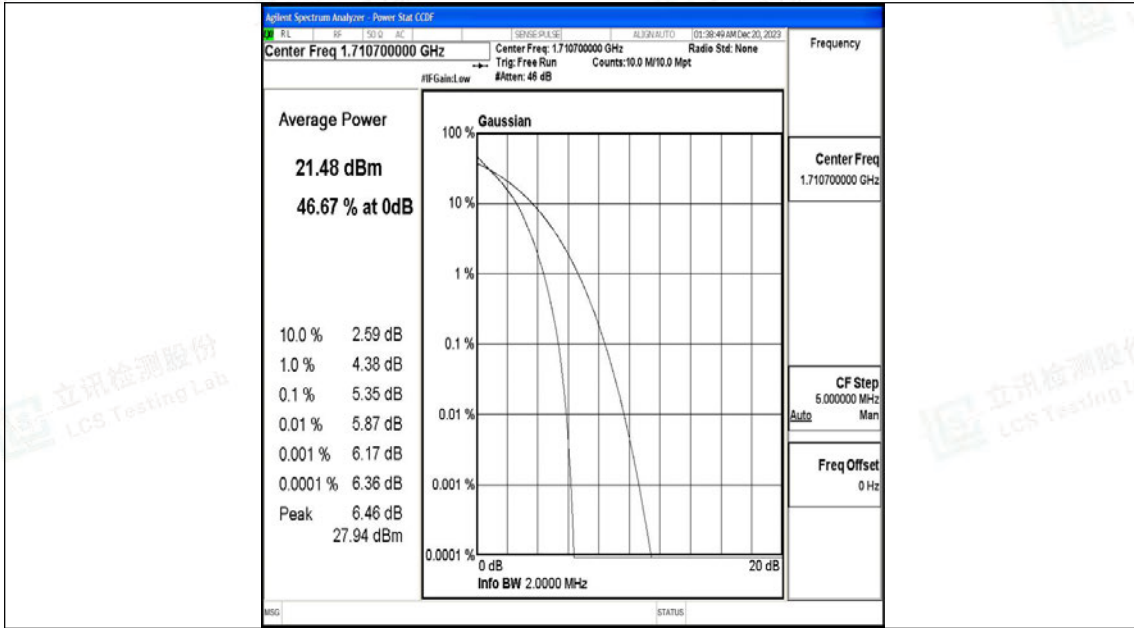 Agilent Spectrum Analyzer - Power Stat CCDF
RL RF 50 Ω AC SENSE:PULSE ALIGNAUTO 01:38:49 AM Dec 20, 2023
Center Freq 1.710700000 GHz
Center Freq: 1.710700000 GHz Radio Std: None
Trig: Free Run Counts:10.0 M/10.0 Mpt
#IFGain:Low #Atten: 46 dB
Frequency
Average Power
21.48 dBm
46.67 % at 0dB
10.0 % 2.59 dB
1.0 % 4.38 dB
0.1 % 5.35 dB
0.01 % 5.87 dB
0.001 % 6.17 dB
0.0001 % 6.36 dB
Peak 6.46 dB
27.94 dBm
Gaussian
100 %
10 %
1 %
0.1 %
0.01 %
0.001 %
0.0001 %
0 dB 20 dB
Info BW 2.0000 MHz
Center Freq
1.710700000 GHz
CF Step
5.000000 MHz
Auto Man
Freq Offset
0 Hz
MSG STATUS
立讯检测股份
LCS Testing Lab
立讯检测股份
LCS Testing L